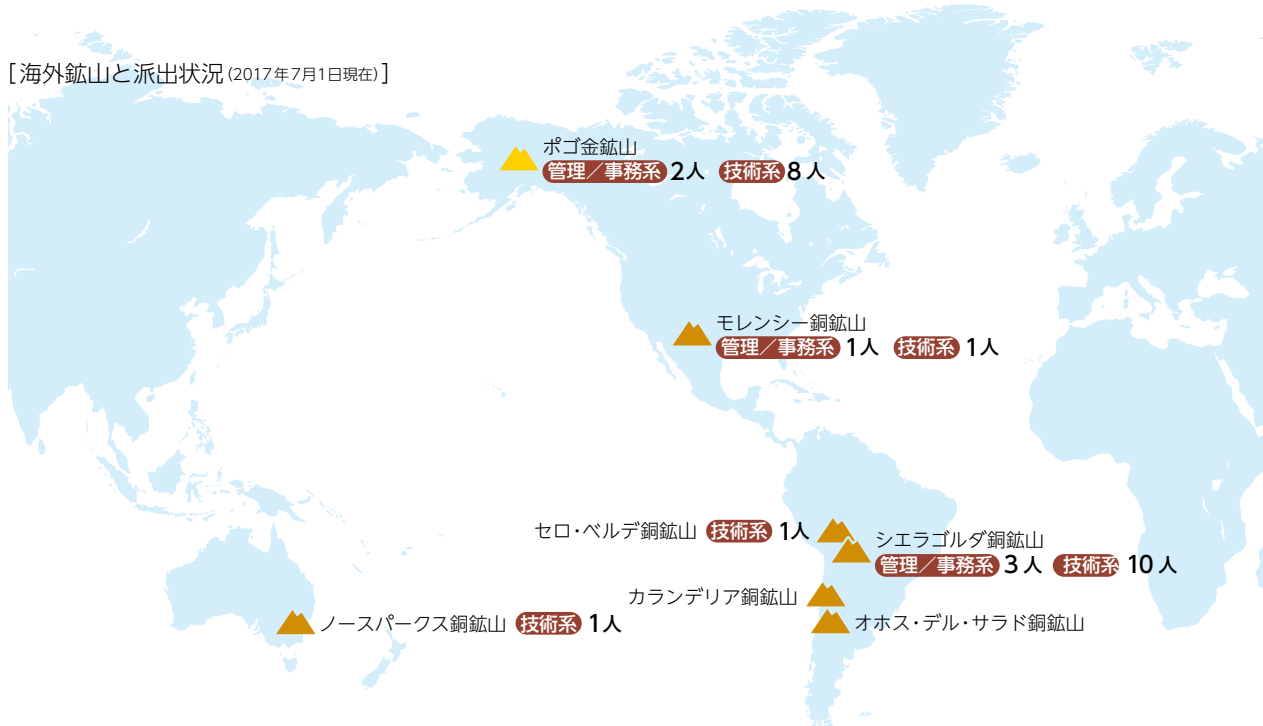 [海外鉱山と派出状況(2017年7月1日現在)]
ポゴ金鉱山
管理/事務系 2人 技術系 8人
モレンシー銅鉱山
管理/事務系 1人 技術系 1人
セロ・ベルデ銅鉱山 技術系 1人
シエラゴルダ銅鉱山
管理/事務系 3人 技術系 10人
カランデリア銅鉱山
ノースパークス銅鉱山 技術系 1人
オホス・デル・サラド銅鉱山